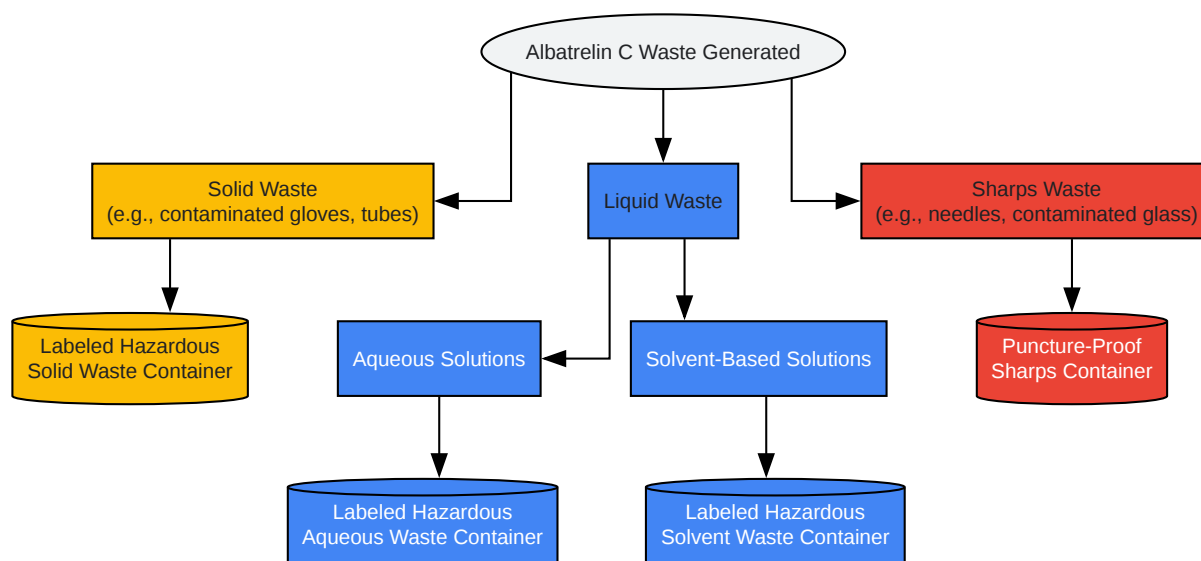 Albatrelin C Waste Generated
Solid Waste
(e.g., contaminated gloves, tubes)
Liquid Waste
Sharps Waste
(e.g., needles, contaminated glass)
Labeled Hazardous
Solid Waste Container
Aqueous Solutions
Solvent-Based Solutions
Puncture-Proof
Sharps Container
Labeled Hazardous
Aqueous Waste Container
Labeled Hazardous
Solvent Waste Container